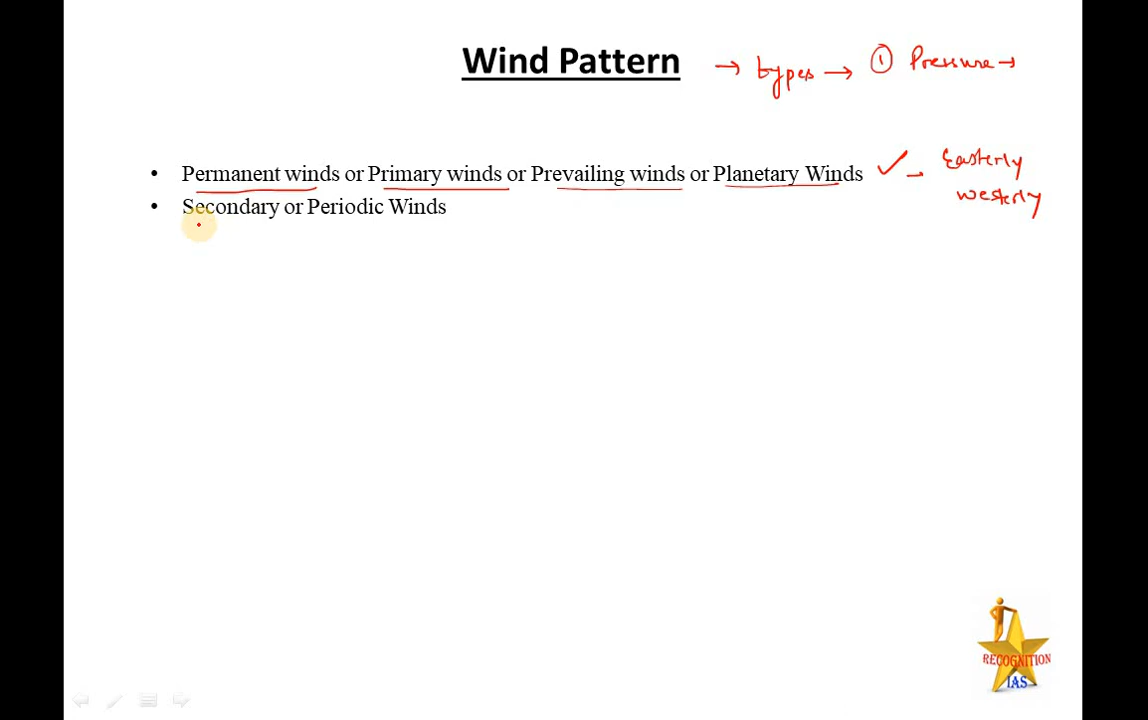 Wind Pattern → types → ① Pressure →
• Permanent winds or Primary winds or Prevailing winds or Planetary Winds ✓ - Easterly
westerly
• Secondary or Periodic Winds
RECOGNITION
IAS